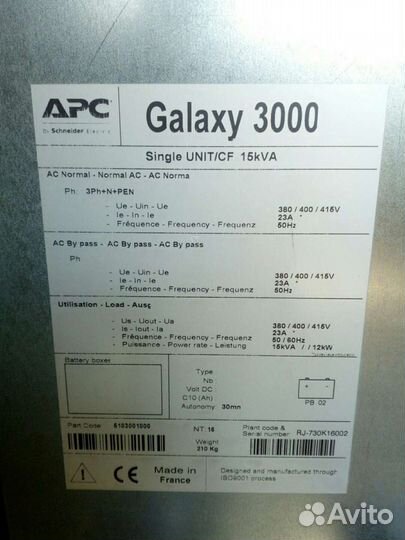 APC
by Schneider Electric
Galaxy 3000
Single UNIT/CF 15kVA
AC Normal - Normal AC - AC Norma
Ph: 3Ph+N+PEN
- Ue - Uin - Ue 380 / 400 / 415V
- Ie - In - Ie 23A
- Fréquence - Frequency - Frequenz 50Hz
AC By pass - AC By pass - AC By pass
Ph
- Ue - Uin - Ue 380 / 400 / 415V
- Ie - In - Ie 23A
- Fréquence - Frequency - Frequenz 50Hz
Utilisation - Load - Ausg
- Us - Uout - Ua 380 / 400 / 415V
- Is - Iout - Ia 23A
- Fréquence - Frequency - Frequenz 50 / 60Hz
- Puissance - Power rate - Leistung 15kVA / / 12kW
Battery boxes
Type
Nb
Volt DC
C10 (Ah)
Autonomy 30mn
PB 02
Part Code 6103001000 NT 16
Plant code & Serial number RJ-730K16002
Weight
210 Kg
CE
Made in
France
Designed and manufactured through
ISO9001 process
Avito